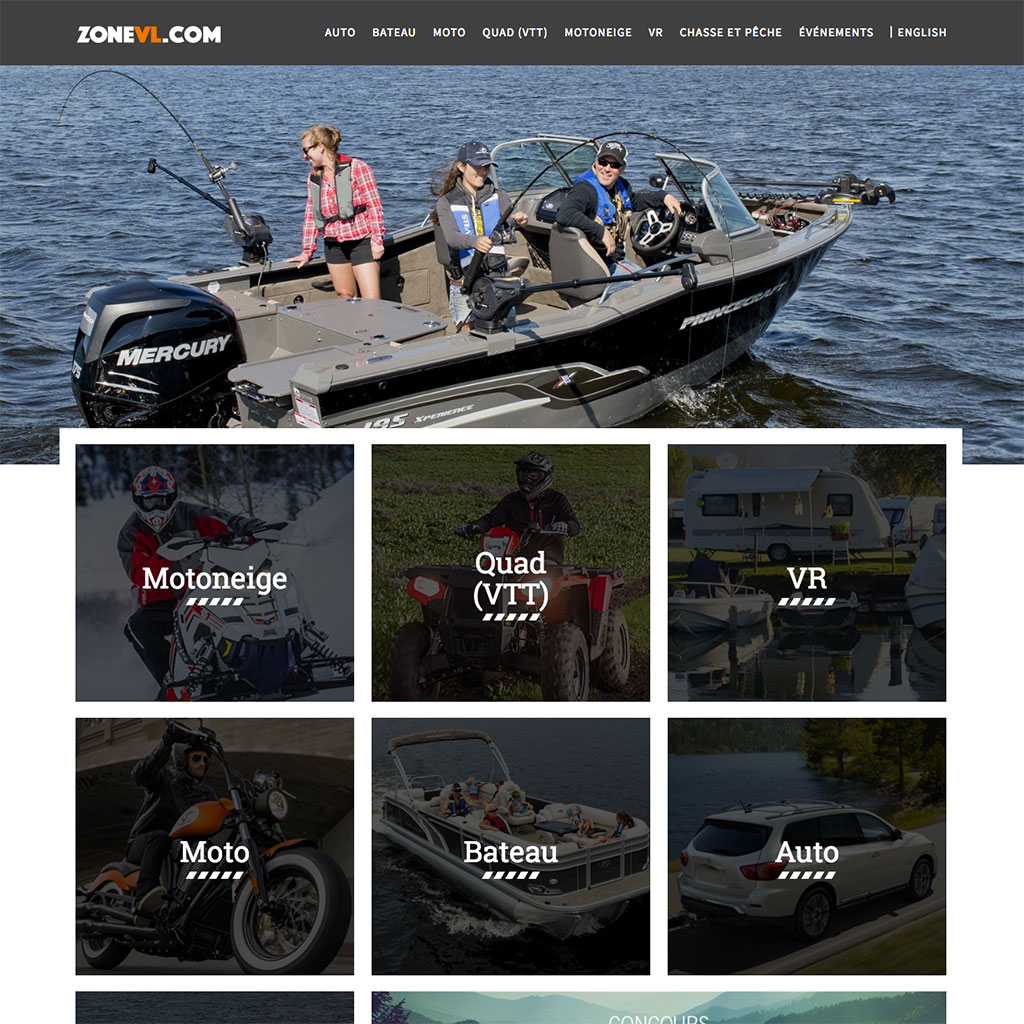 ZONEVL.COM
AUTO BATEAU MOTO QUAD (VTT) MOTONEIGE VR CHASSE ET PÊCHE ÉVÉNEMENTS | ENGLISH
MERCURY
175
PRINCECRAFT
185 XPERIENCE
Motoneige
Quad
(VTT)
VR
Moto
Bateau
Auto
CONCOURS